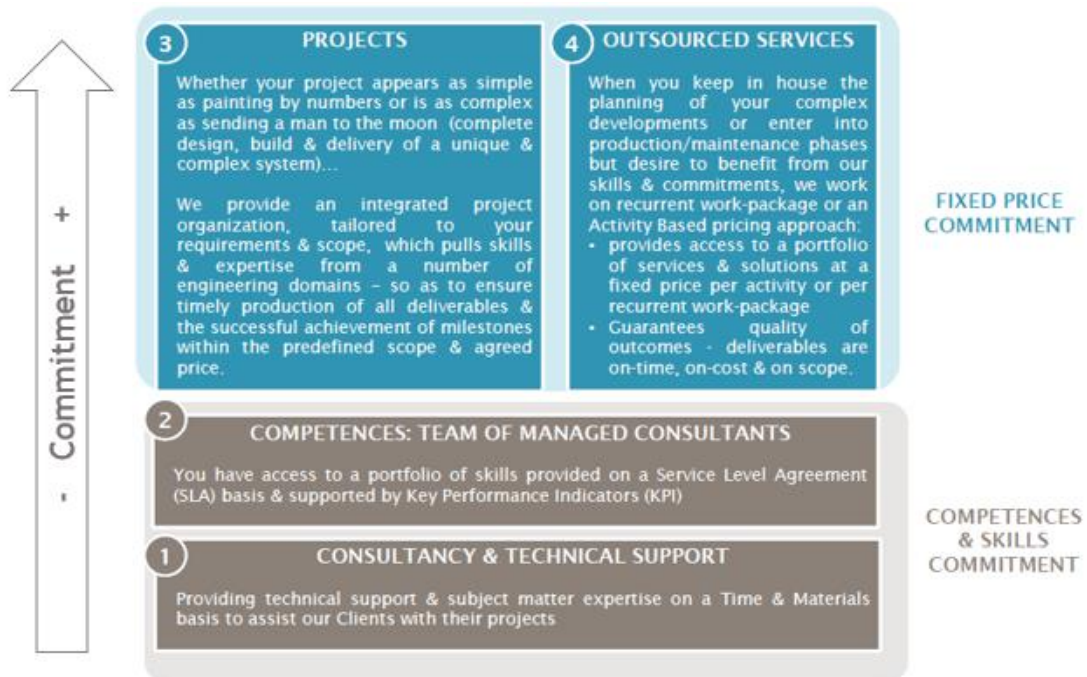 3
PROJECTS
Whether your project appears as simple
as painting by numbers or is as complex
as sending a man to the moon (complete
design, build & delivery of a unique &
complex system)...
We provide an integrated project
organization, tailored to your
requirements & scope, which pulls skills
& expertise from a number of
engineering domains – so as to ensure
timely production of all deliverables &
the successful achievement of milestones
within the predefined scope & agreed
price.
4
OUTSOURCED SERVICES
When you keep in house the
planning of your complex
developments or enter into
production/maintenance phases
but desire to benefit from our
skills & commitments, we work
on recurrent work-package or an
Activity Based pricing approach:
• provides access to a portfolio
of services & solutions at a
fixed price per activity or per
recurrent work-package
• Guarantees quality of
outcomes - deliverables are
on-time, on-cost & on scope.
FIXED PRICE
COMMITMENT
- Commitment +
2
COMPETENCES: TEAM OF MANAGED CONSULTANTS
You have access to a portfolio of skills provided on a Service Level Agreement
(SLA) basis & supported by Key Performance Indicators (KPI)
1
CONSULTANCY & TECHNICAL SUPPORT
Providing technical support & subject matter expertise on a Time & Materials
basis to assist our Clients with their projects
COMPETENCES
& SKILLS
COMMITMENT